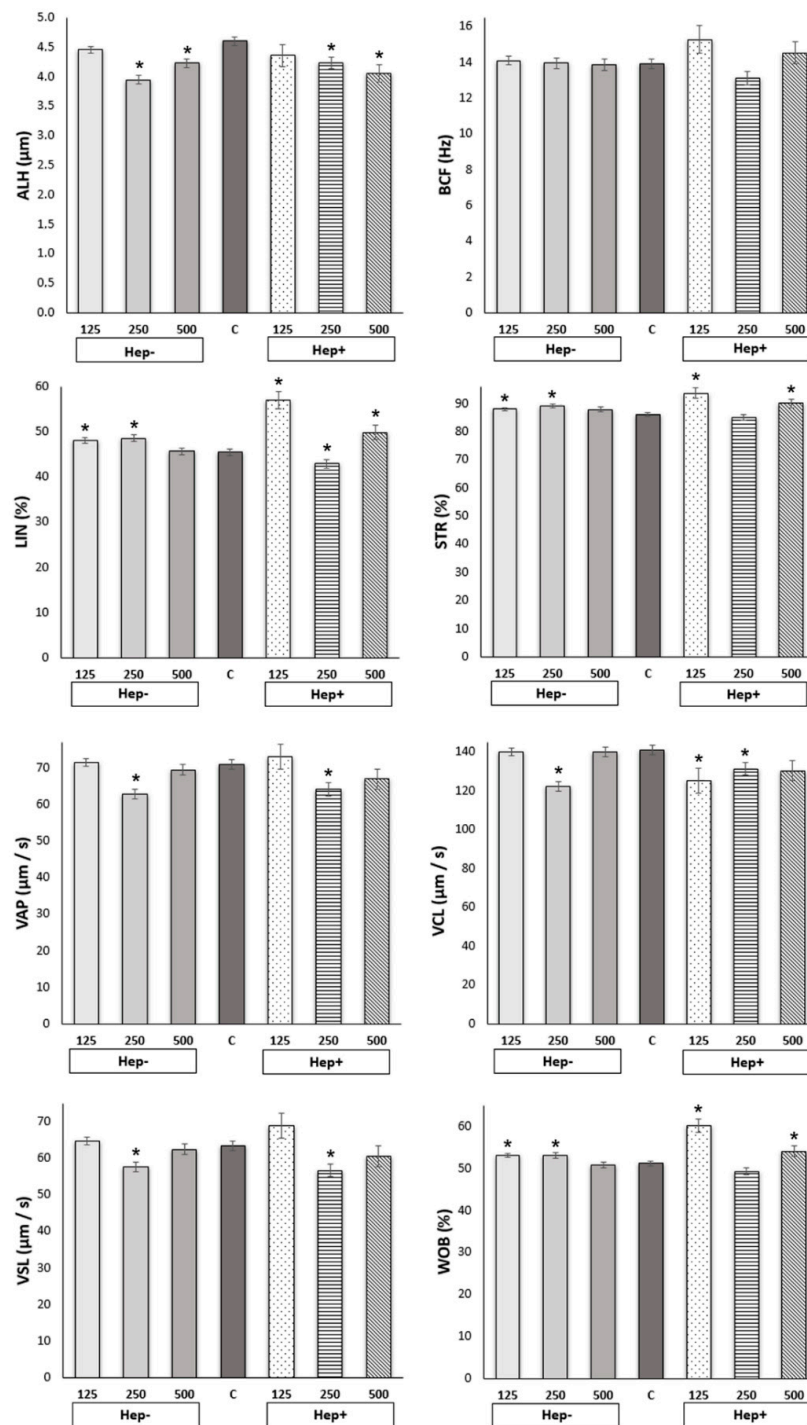 5.0
4.5
4.0
3.5
3.0
2.5
2.0
1.5
1.0
0.5
0.0
ALH (µm)
* * * *
125 250 500 C 125 250 500
Hep- Hep+
16
14
12
10
8
6
4
2
0
BCF (Hz)
125 250 500 C 125 250 500
Hep- Hep+
60
50
40
30
20
10
0
LIN (%)
* * * * *
125 250 500 C 125 250 500
Hep- Hep+
90
80
70
60
50
40
30
20
10
0
STR (%)
* * * *
125 250 500 C 125 250 500
Hep- Hep+
70
60
50
40
30
20
10
0
VAP (µm / s)
* *
125 250 500 C 125 250 500
Hep- Hep+
140
120
100
80
60
40
20
0
VCL (µm / s)
* * *
125 250 500 C 125 250 500
Hep- Hep+
70
60
50
40
30
20
10
0
VSL (µm / s)
* *
125 250 500 C 125 250 500
Hep- Hep+
60
50
40
30
20
10
0
WOB (%)
* * * *
125 250 500 C 125 250 500
Hep- Hep+